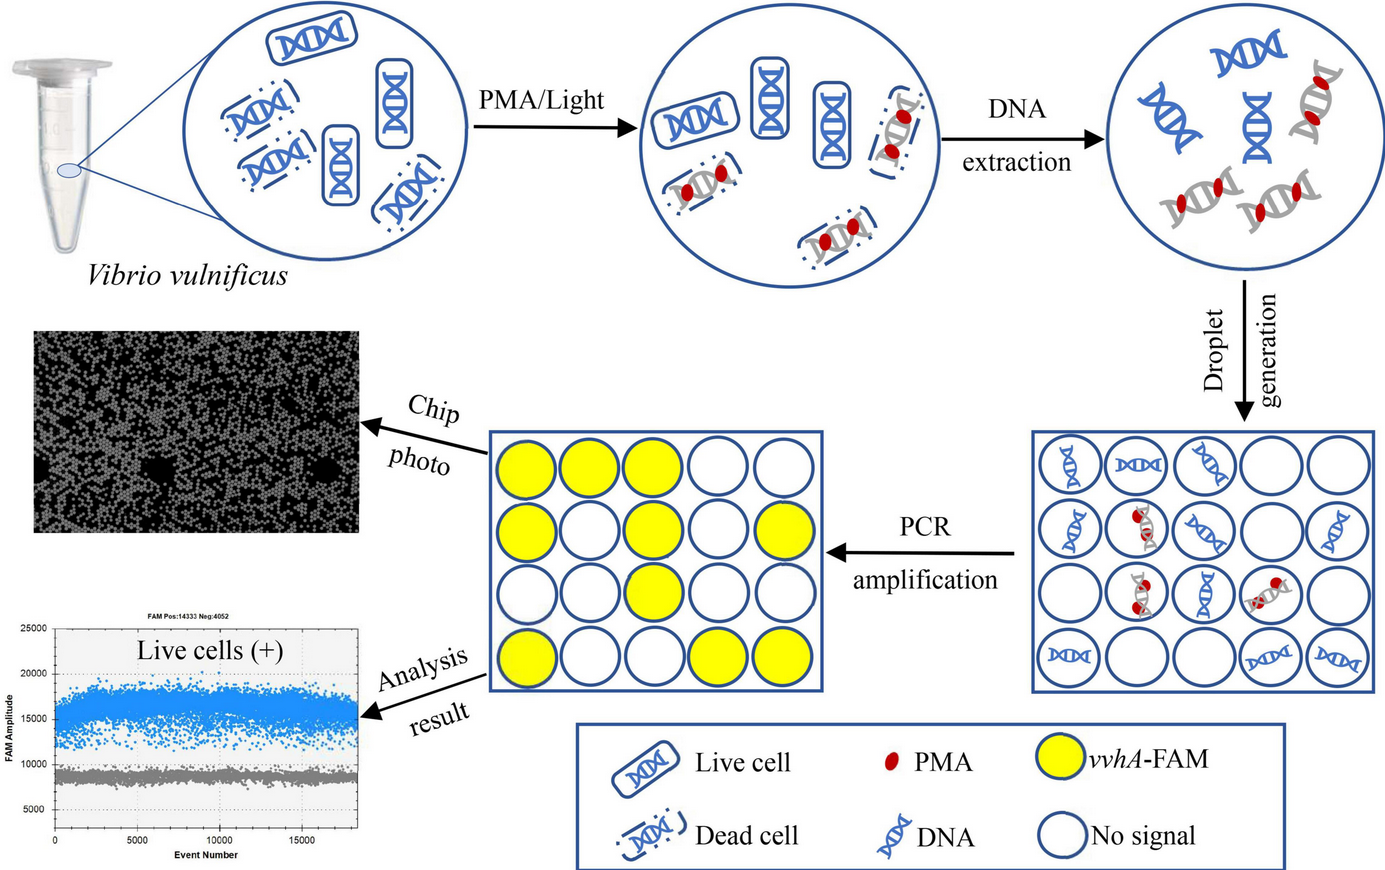 PMA/Light
DNA
extraction
Vibrio vulnificus
Droplet
generation
Chip
photo
PCR
amplification
Analysis
result
FAM Pos:14333 Neg:4052
Live cells (+)
25000
20000
15000
10000
5000
FAM Amplitude
0
5000
10000
15000
Event Number
Live cell
PMA
vvhA-FAM
Dead cell
DNA
No signal